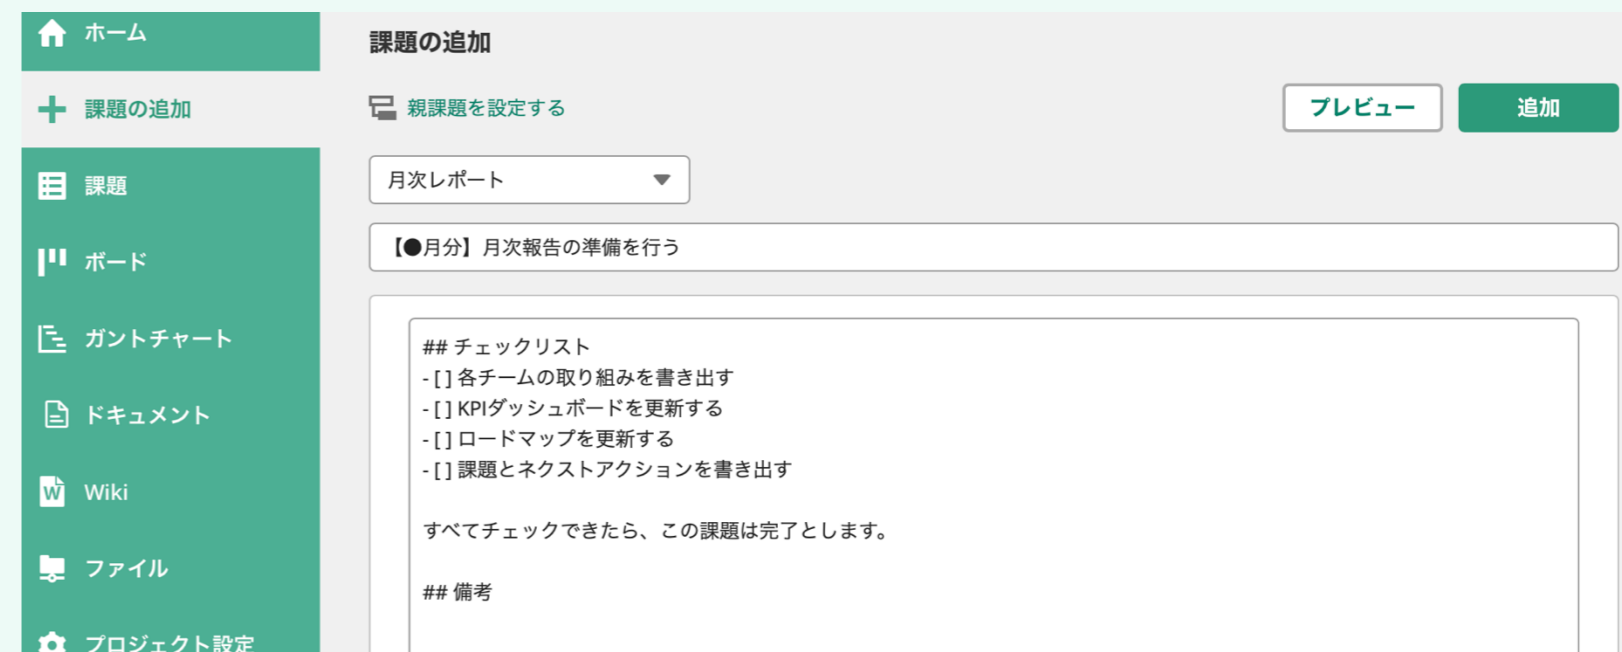 ホーム
課題の追加
課題
ボード
ガントチャート
ドキュメント
Wiki
ファイル
プロジェクト設定
課題の追加
親課題を設定する
プレビュー
追加
月次レポート
【●月分】月次報告の準備を行う
## チェックリスト
- [ ] 各チームの取り組みを書き出す
- [ ] KPIダッシュボードを更新する
- [ ] ロードマップを更新する
- [ ] 課題とネクストアクションを書き出す
すべてチェックできたら、この課題は完了とします。
## 備考